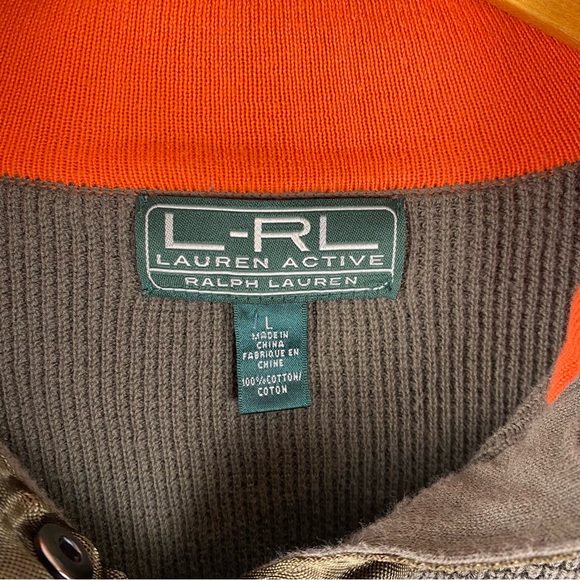 L-RL
LAUREN ACTIVE
RALPH LAUREN
L
MADE IN
CHINA
FABRIQUE EN
CHINE
100% COTTON/
COTON